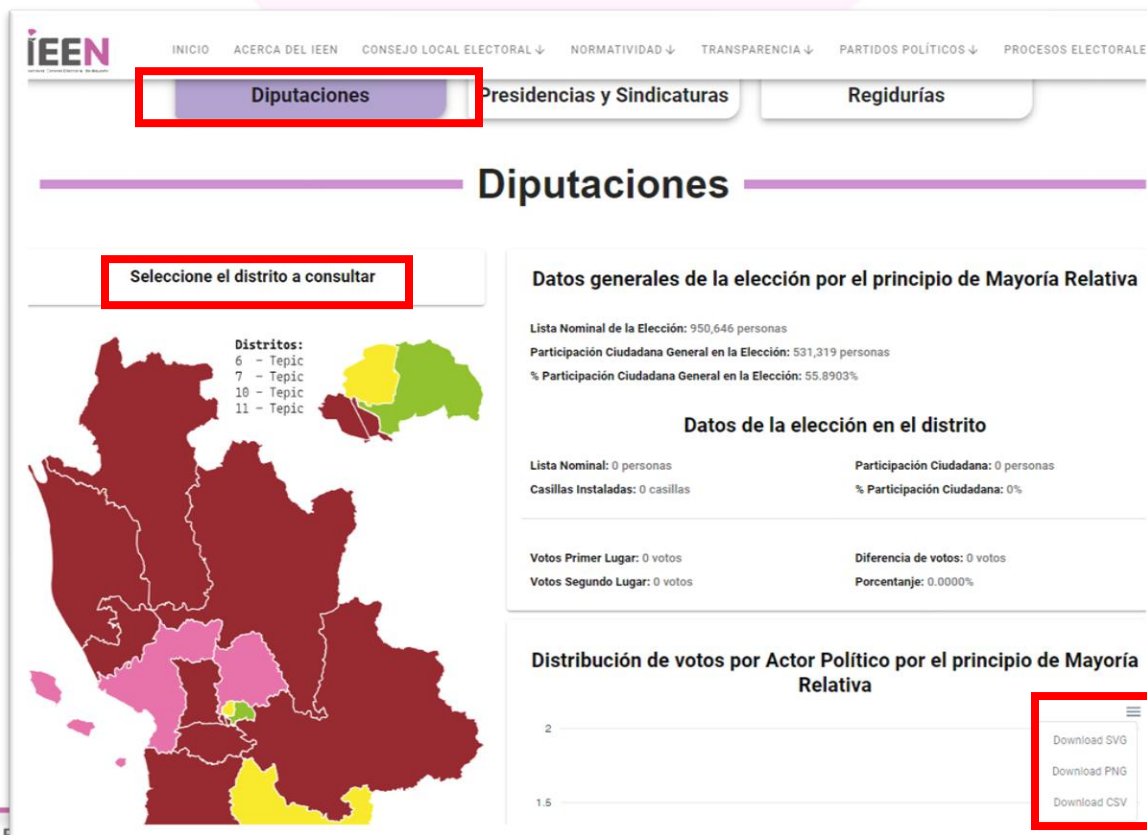 İEEN
INICIO ACERCA DEL IEEN CONSEJO LOCAL ELECTORAL ↓ NORMATIVIDAD ↓ TRANSPARENCIA ↓ PARTIDOS POLÍTICOS ↓ PROCESOS ELECTORALE
Diputaciones Presidencias y Sindicaturas Regidurías
Diputaciones
Seleccione el distrito a consultar
Distritos:
6 - Tepic
7 - Tepic
10 - Tepic
11 - Tepic
Datos generales de la elección por el principio de Mayoría Relativa
Lista Nominal de la Elección: 950,646 personas
Participación Ciudadana General en la Elección: 531,319 personas
% Participación Ciudadana General en la Elección: 55.8903%
Datos de la elección en el distrito
Lista Nominal: 0 personas Participación Ciudadana: 0 personas
Casillas Instaladas: 0 casillas % Participación Ciudadana: 0%
Votos Primer Lugar: 0 votos Diferencia de votos: 0 votos
Votos Segundo Lugar: 0 votos Porcentanje: 0.0000%
Distribución de votos por Actor Político por el principio de Mayoría
Relativa
2
Download SVG
Download PNG
1.5 Download CSV